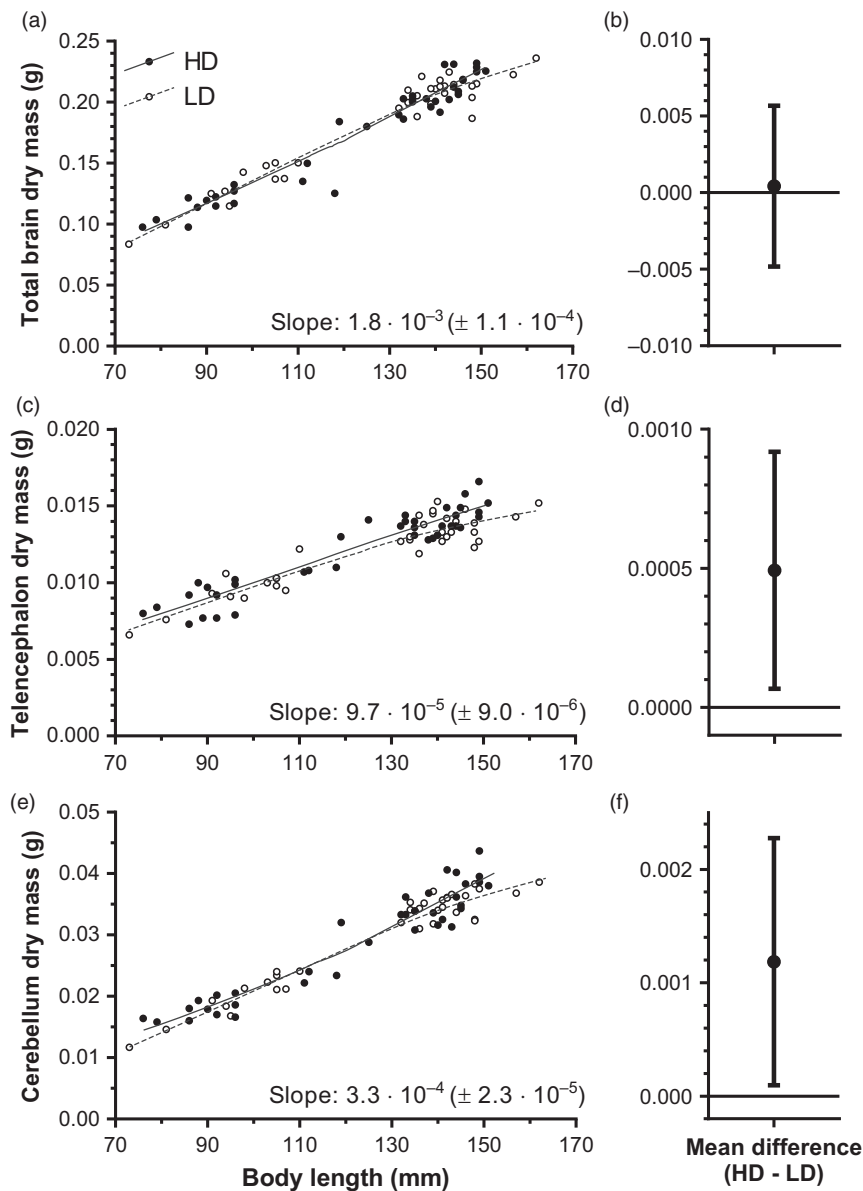 (a)
0.25
0.20
0.15
0.10
0.05
0.00
Total brain dry mass (g)
HD
LD
Slope: 1.8 · 10⁻³ (± 1.1 · 10⁻⁴)
70 90 110 130 150 170
(b)
0.010
0.005
0.000
–0.005
–0.010
(c)
0.020
0.015
0.010
0.005
0.000
Telencephalon dry mass (g)
Slope: 9.7 · 10⁻⁵ (± 9.0 · 10⁻⁶)
70 90 110 130 150 170
(d)
0.0010
0.0005
0.0000
(e)
0.05
0.04
0.03
0.02
0.01
0.00
Cerebellum dry mass (g)
Slope: 3.3 · 10⁻⁴ (± 2.3 · 10⁻⁵)
70 90 110 130 150 170
Body length (mm)
(f)
0.002
0.001
0.000
Mean difference
(HD - LD)